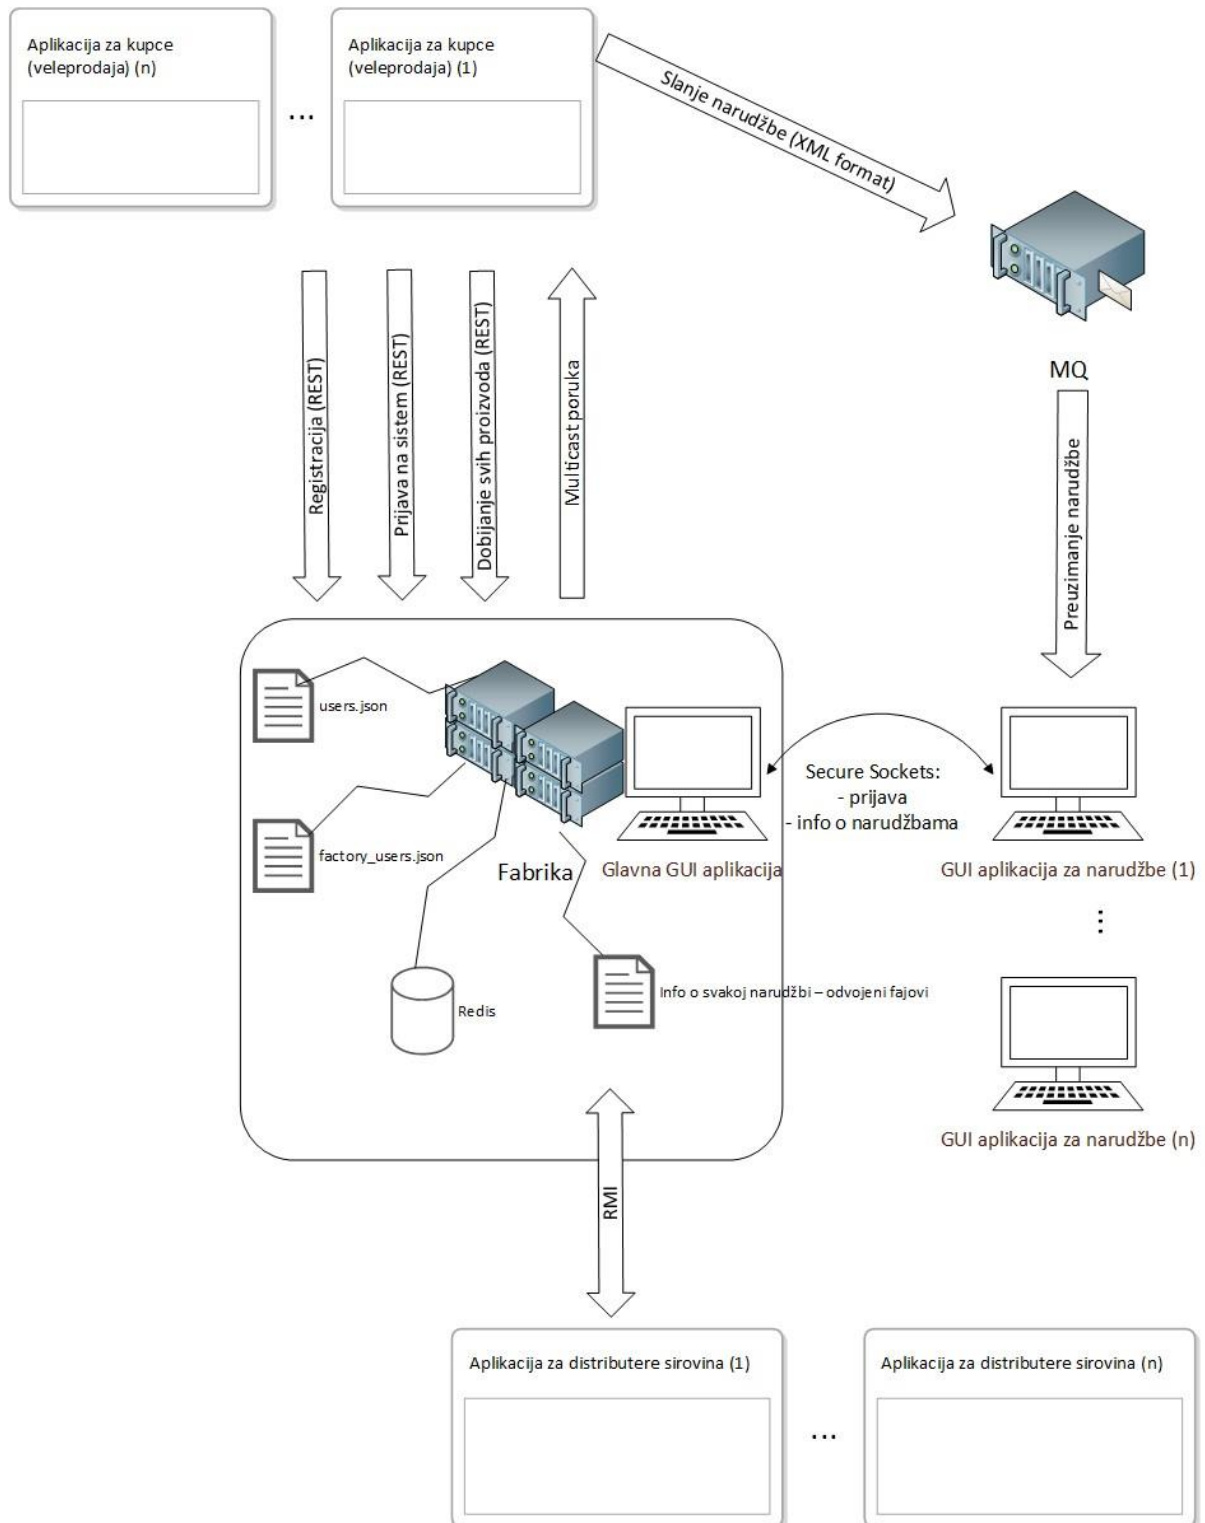 Aplikacija za kupce
(veleprodaja) (n)
...
Aplikacija za kupce
(veleprodaja) (1)
Slanje narudžbe (XML format)
MQ
Registracija (REST)
Prijava na sistem (REST)
Dobijanje svih proizvoda (REST)
Multicast poruka
Preuzimanje narudžbe
users.json
factory_users.json
Fabrika
Glavna GUI aplikacija
Secure Sockets:
- prijava
- info o narudžbama
GUI aplikacija za narudžbe (1)
...
Redis
Info o svakoj narudžbi – odvojeni fajovi
GUI aplikacija za narudžbe (n)
RMI
Aplikacija za distributere sirovina (1)
...
Aplikacija za distributere sirovina (n)